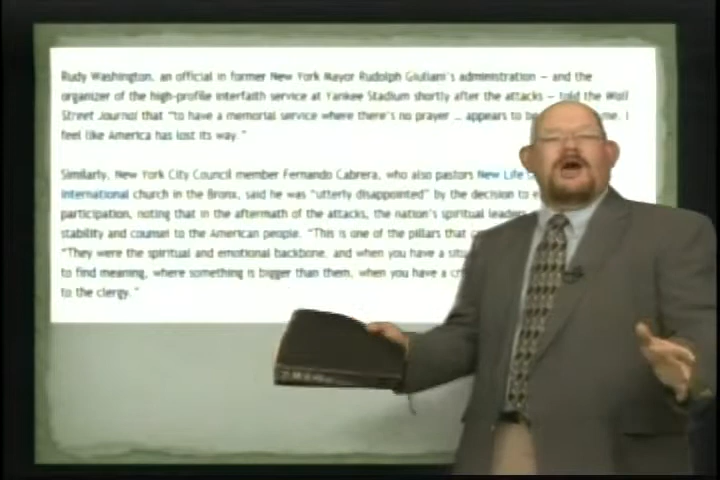 Rudy Washington, an official in former New York Mayor Rudolph Giuliani's administration — and the
organizer of the high-profile interfaith service at Yankee Stadium shortly after the attacks — told the Wall
Street Journal that "to have a memorial service where there's no prayer … appears to me, I
feel like America has lost its way."
Similarly, New York City Council member Fernando Cabrera, who also pastors New Life
International church in the Bronx, said he was "utterly disappointed" by the decision to
participation, noting that in the aftermath of the attacks, the nation's spiritual leaders
stability and counsel to the American people. "This is one of the pillars that
"They were the spiritual and emotional backbone, and when you have a
to find meaning, where something is bigger than them, when you have a
to the clergy."